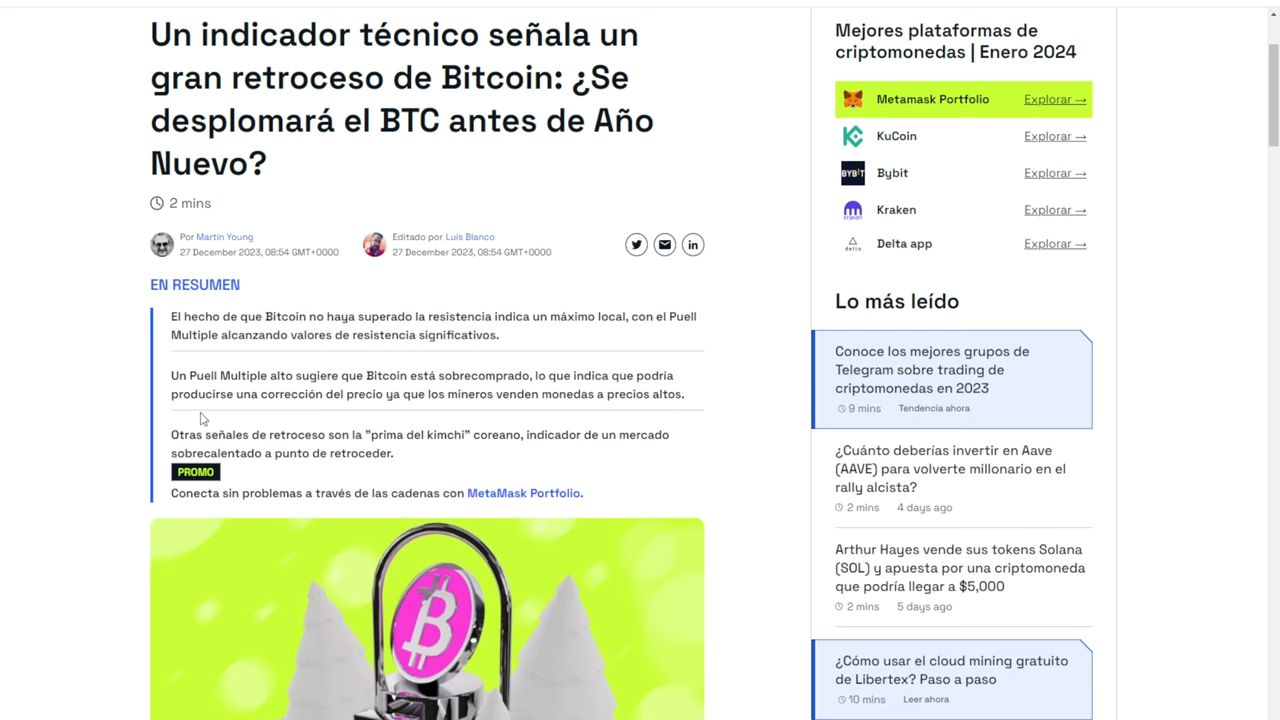 Un indicador técnico señala un
gran retroceso de Bitcoin: ¿Se
desplomará el BTC antes de Año
Nuevo?
2 mins
Por Martin Young
27 December 2023, 08:54 GMT+0000
Editado por Luis Blanco
27 December 2023, 08:54 GMT+0000
EN RESUMEN
El hecho de que Bitcoin no haya superado la resistencia indica un máximo local, con el Puell
Multiple alcanzando valores de resistencia significativos.
Un Puell Multiple alto sugiere que Bitcoin está sobrecomprado, lo que indica que podría
producirse una corrección del precio ya que los mineros venden monedas a precios altos.
Otras señales de retroceso son la "prima del kimchi" coreano, indicador de un mercado
sobrecalentado a punto de retroceder.
PROMO
Conecta sin problemas a través de las cadenas con MetaMask Portfolio.
Mejores plataformas de
criptomonedas | Enero 2024
Metamask Portfolio Explorar →
KuCoin Explorar →
BYBIT Bybit Explorar →
Kraken Explorar →
delta Delta app Explorar →
Lo más leído
Conoce los mejores grupos de
Telegram sobre trading de
criptomonedas en 2023
9 mins Tendencia ahora
¿Cuánto deberías invertir en Aave
(AAVE) para volverte millonario en el
rally alcista?
2 mins 4 days ago
Arthur Hayes vende sus tokens Solana
(SOL) y apuesta por una criptomoneda
que podría llegar a $5,000
2 mins 5 days ago
¿Cómo usar el cloud mining gratuito
de Libertex? Paso a paso
10 mins Leer ahora